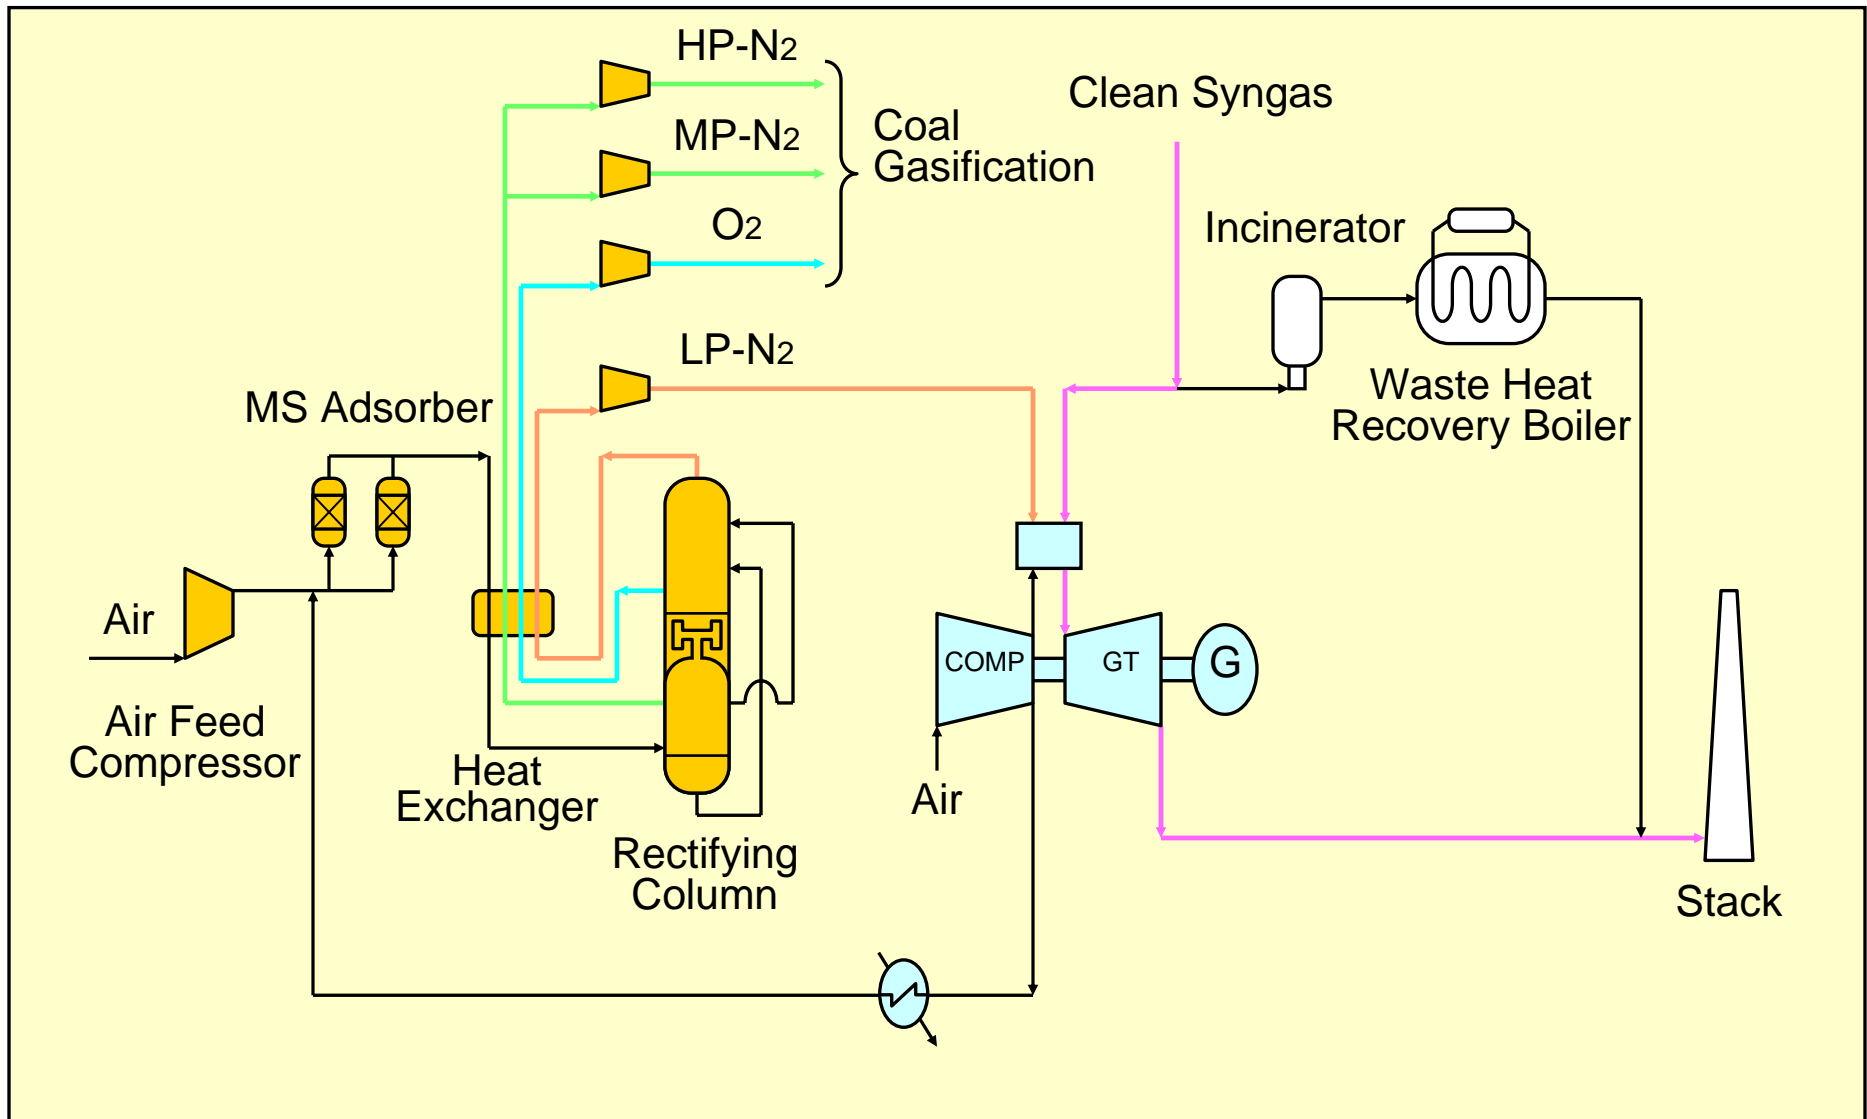 HP-N2
MP-N2
O2
Coal
Gasification
Clean Syngas
Incinerator
LP-N2
Waste Heat
Recovery Boiler
MS Adsorber
Air
Air Feed
Compressor
Heat
Exchanger
Rectifying
Column
COMP
GT
G
Air
Stack